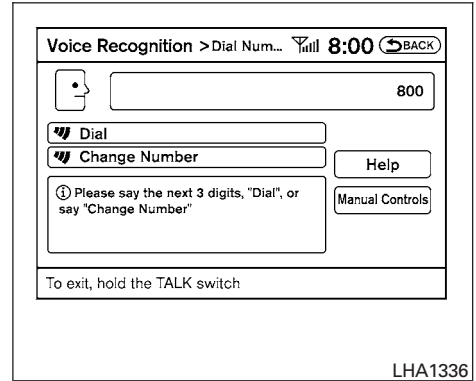 Voice Recognition >Dial Num... 8:00 BACK
800
Dial
Change Number
Help
ⓘ Please say the next 3 digits, "Dial", or
say "Change Number"
Manual Controls
To exit, hold the TALK switch
LHA1336